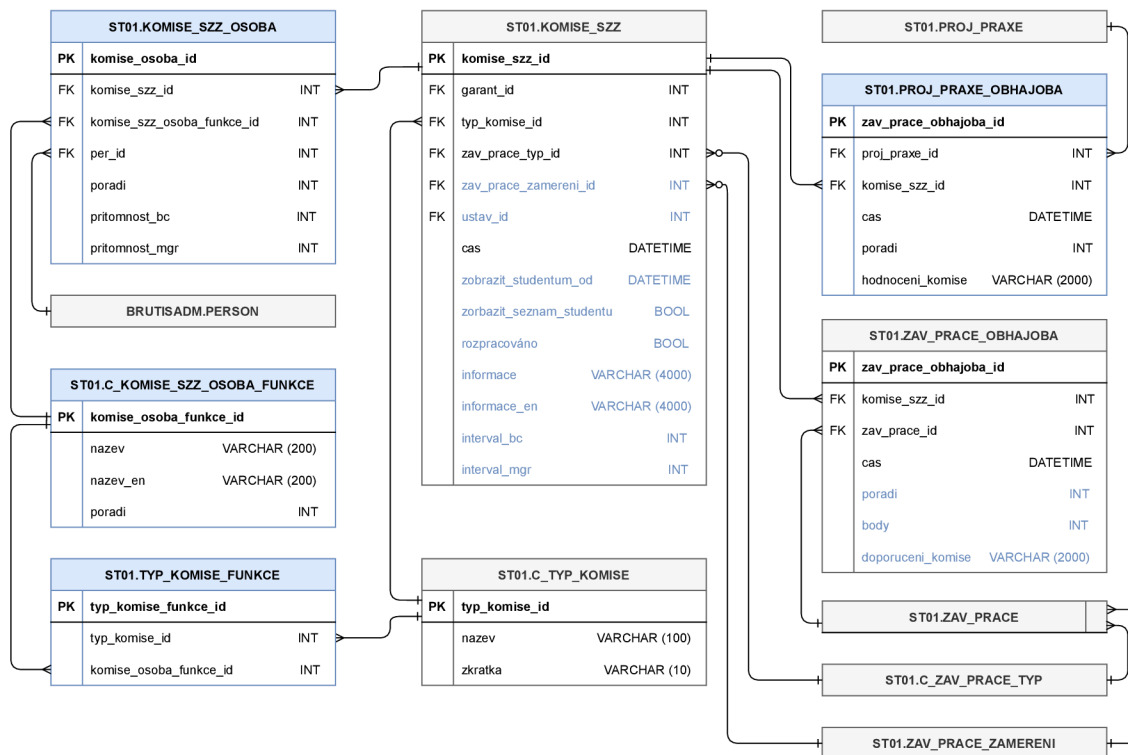 ST01.KOMISE_SZZ_OSOBA
PK komise_osoba_id
FK komise_szz_id INT
FK komise_szz_osoba_funkce_id INT
FK per_id INT
poradi INT
pritomnost_bc INT
pritomnost_mgr INT
BRUTISADM.PERSON
ST01.C_KOMISE_SZZ_OSOBA_FUNKCE
PK komise_osoba_funkce_id
nazev VARCHAR (200)
nazev_en VARCHAR (200)
poradi INT
ST01.TYP_KOMISE_FUNKCE
PK typ_komise_funkce_id
typ_komise_id INT
komise_osoba_funkce_id INT
ST01.KOMISE_SZZ
PK komise_szz_id
FK garant_id INT
FK typ_komise_id INT
FK zav_prace_typ_id INT
FK zav_prace_zamereni_id INT
FK ustav_id INT
cas DATETIME
zobrazit_studentum_od DATETIME
zorbazit_seznam_studentu BOOL
rozpracováno BOOL
informace VARCHAR (4000)
informace_en VARCHAR (4000)
interval_bc INT
interval_mgr INT
ST01.C_TYP_KOMISE
PK typ_komise_id
nazev VARCHAR (100)
zkratka VARCHAR (10)
ST01.PROJ_PRAXE
ST01.PROJ_PRAXE_OBHAJOBA
PK zav_prace_obhajoba_id
FK proj_praxe_id INT
FK komise_szz_id INT
cas DATETIME
poradi INT
hodnoceni_komise VARCHAR (2000)
ST01.ZAV_PRACE_OBHAJOBA
PK zav_prace_obhajoba_id
FK komise_szz_id INT
FK zav_prace_id INT
cas DATETIME
poradi INT
body INT
doporuceni_komise VARCHAR (2000)
ST01.ZAV_PRACE
ST01.C_ZAV_PRACE_TYP
ST01.ZAV_PRACE_ZAMERENI